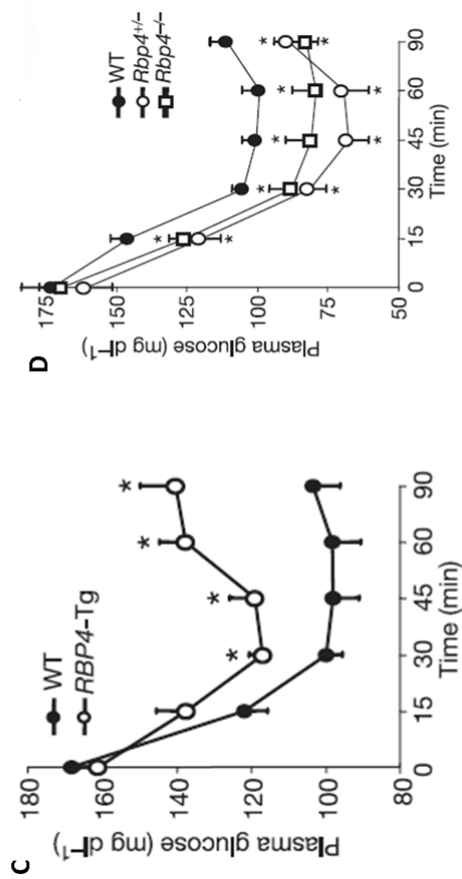 C
WT
RBP4-Tg
Plasma glucose (mg dl⁻¹)
180
160
140
120
100
80
* * * *
0 15 30 45 60 90
Time (min)
D
WT
Rbp4⁺/⁻
Rbp4⁻/⁻
Plasma glucose (mg dl⁻¹)
175
150
125
100
75
50
* * * * *
* * * * *
0 15 30 45 60 90
Time (min)